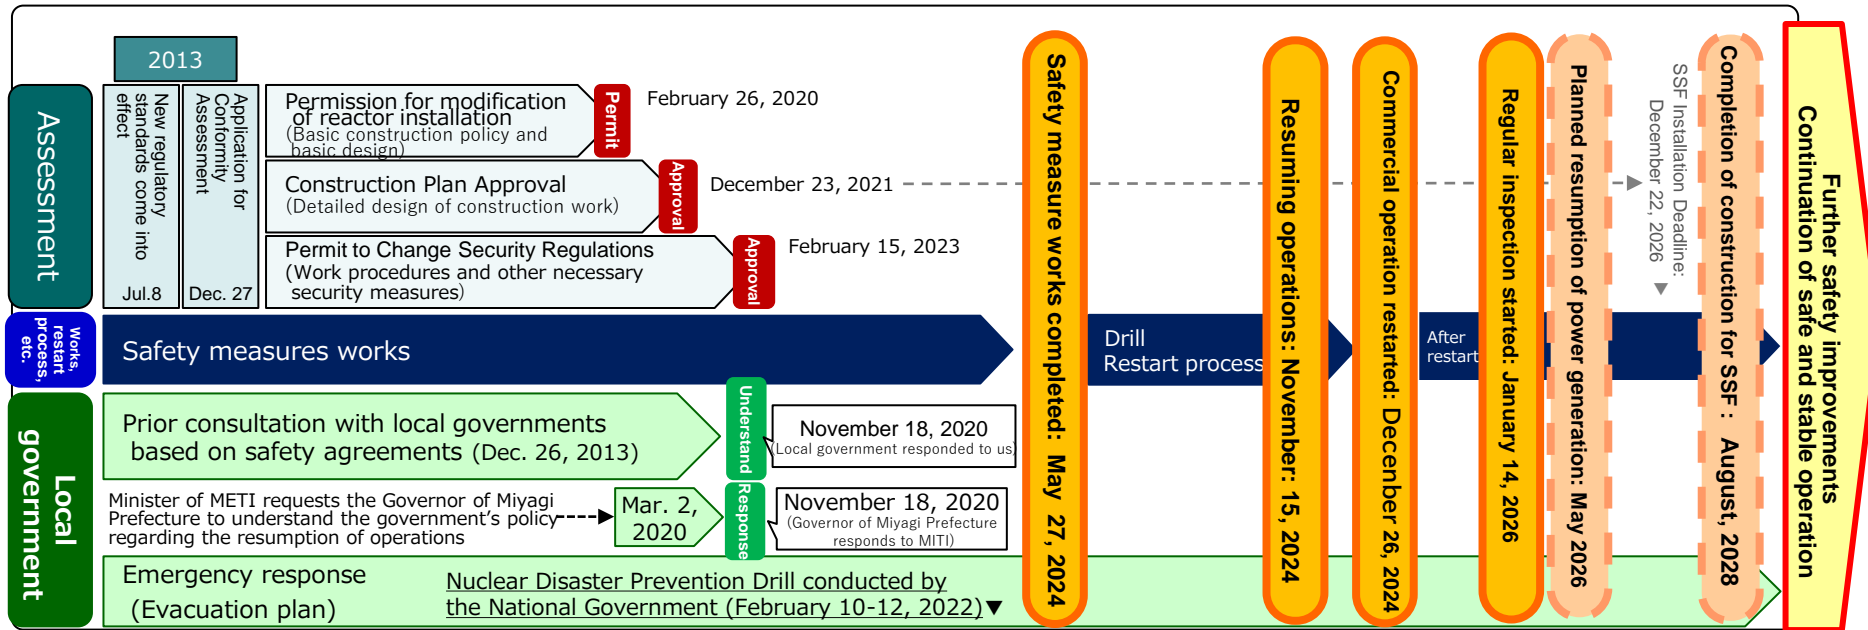 2013
Assessment
New regulatory
standards come into
effect
Jul.8
Application for
Conformity
Assessment
Dec. 27
Permission for modification
of reactor installation
(Basic construction policy and
basic design)
Permit
February 26, 2020
Construction Plan Approval
(Detailed design of construction work)
Approval
December 23, 2021
Permit to Change Security Regulations
(Work procedures and other necessary
security measures)
Approval
February 15, 2023
Works,
restart
process,
etc.
Safety measures works
Drill
Restart process
After
restart
Local
government
Prior consultation with local governments
based on safety agreements (Dec. 26, 2013)
Understand
November 18, 2020
(Local government responded to us)
Minister of METI requests the Governor of Miyagi
Prefecture to understand the government's policy
regarding the resumption of operations
Mar. 2,
2020
Response
November 18, 2020
(Governor of Miyagi Prefecture
responds to MITI)
Emergency response
(Evacuation plan)
Nuclear Disaster Prevention Drill conducted by
the National Government (February 10-12, 2022)▼
Safety measure works completed: May 27, 2024
Resuming operations: November: 15, 2024
Commercial operation restarted: December 26, 2024
Regular inspection started: January 14, 2026
Planned resumption of power generation: May 2026
SSF Installation Deadline:
December 22, 2026 ▼
Completion of construction for SSF : August, 2028
Further safety improvements
Continuation of safe and stable operation